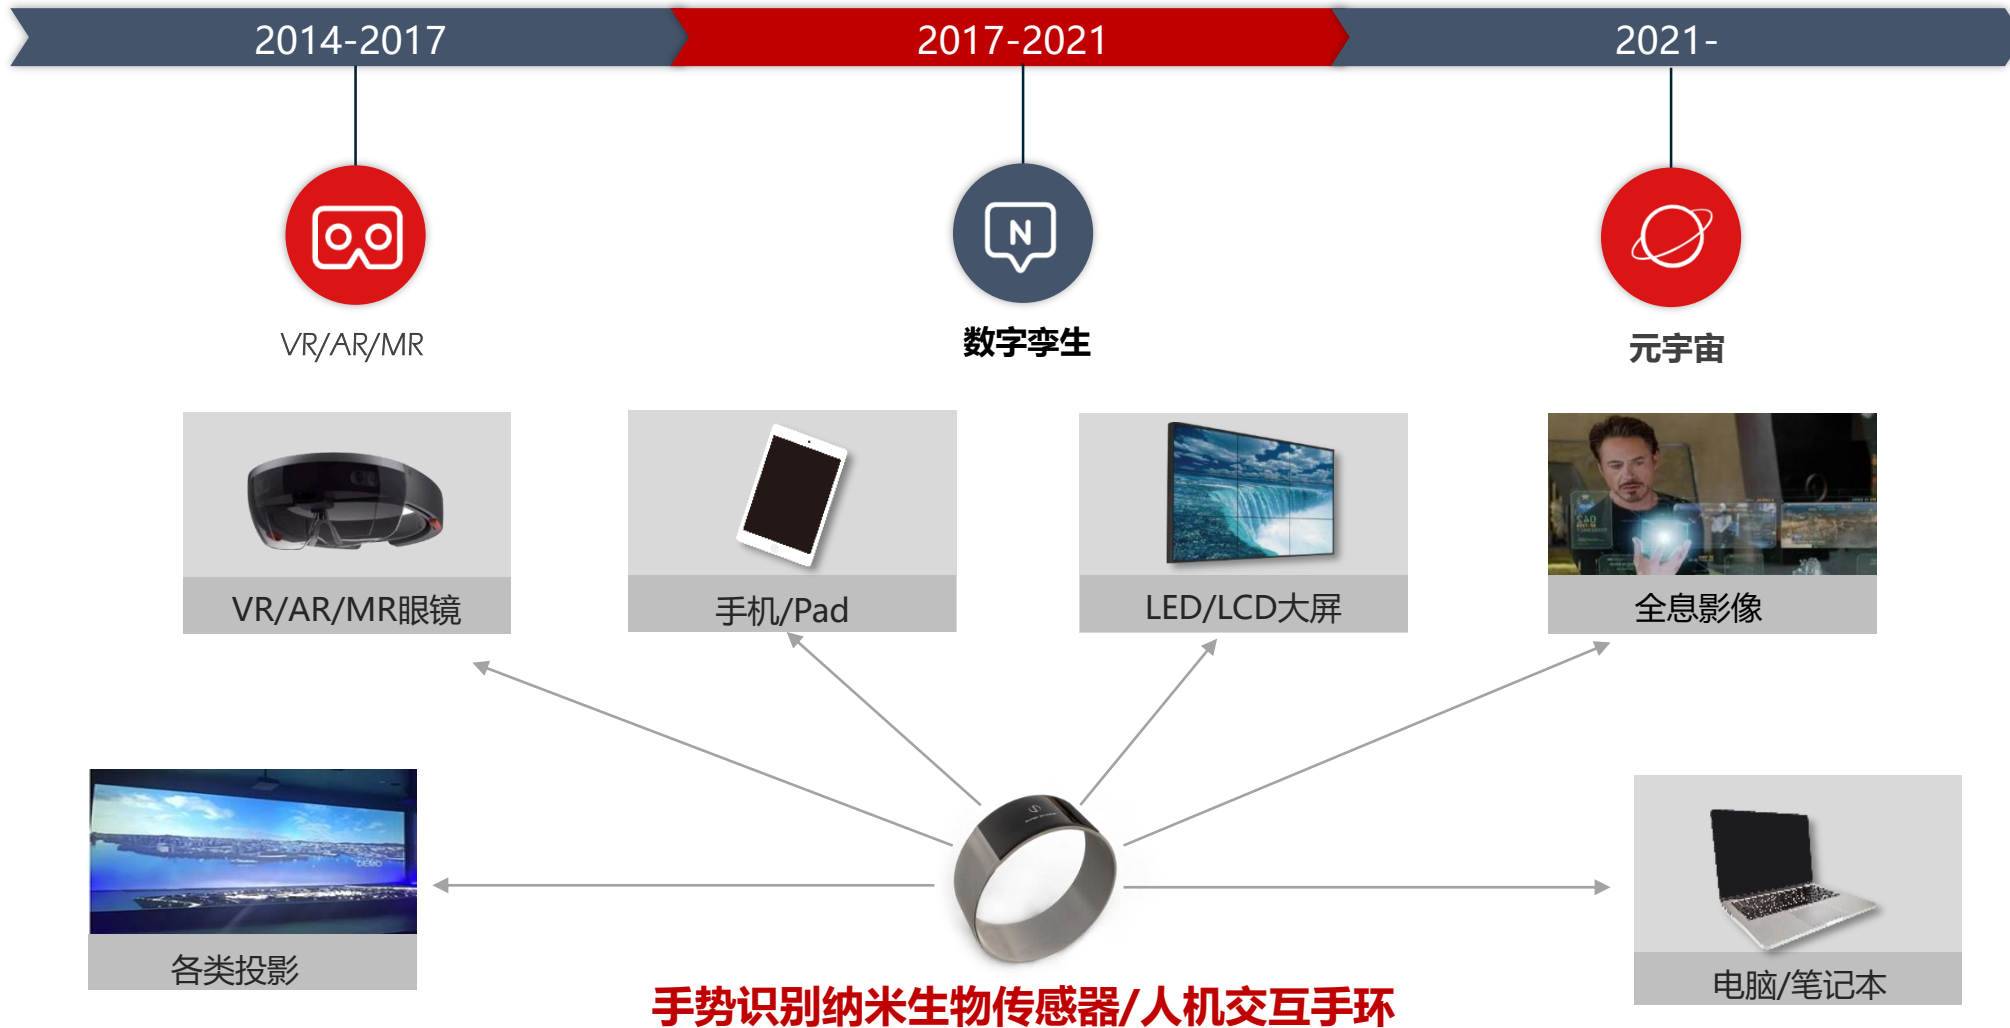 2014-2017
2017-2021
2021-
N
VR/AR/MR
数字孪生
元宇宙
VR/AR/MR眼镜
手机/Pad
LED/LCD大屏
全息影像
DEMO
各类投影
电脑/笔记本
手势识别纳米生物传感器/人机交互手环